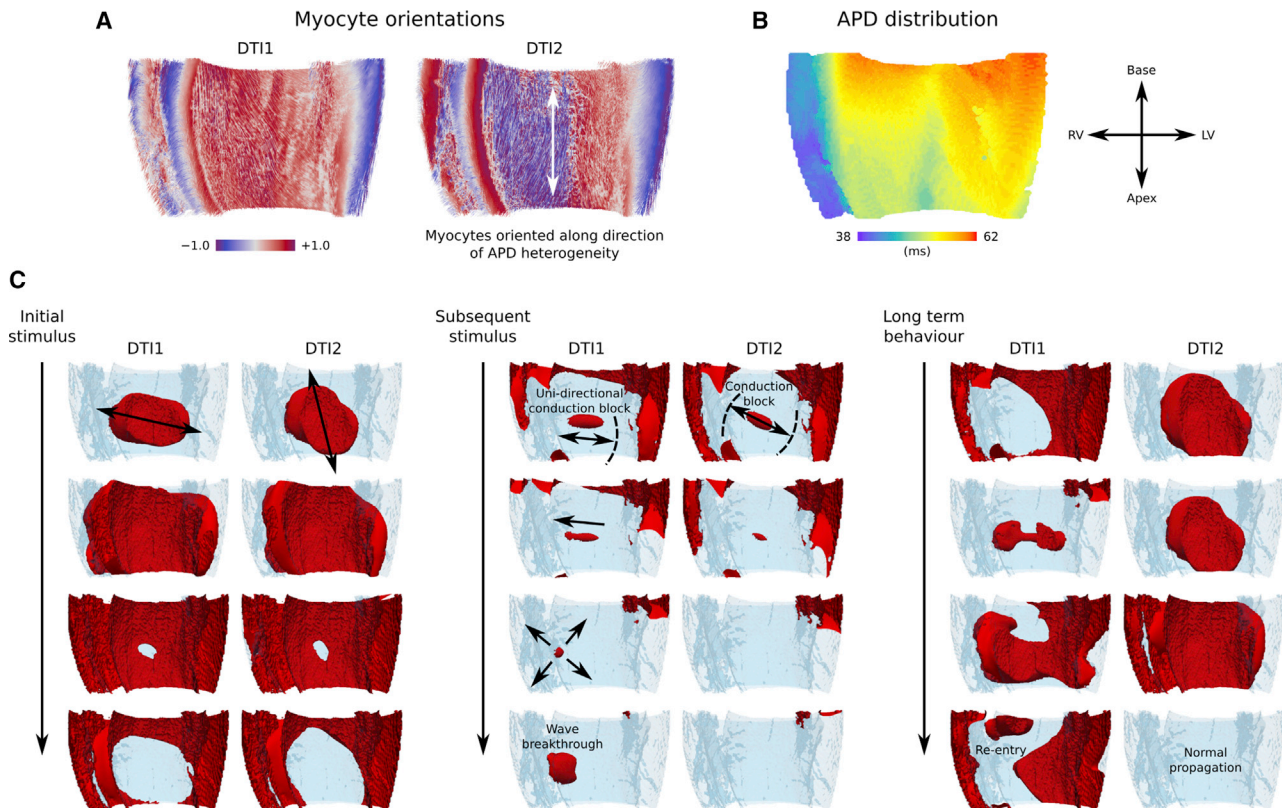 A
Myocyte orientations
DTI1
DTI2
−1.0
+1.0
Myocytes oriented along direction
of APD heterogeneity
B
APD distribution
38
62
(ms)
Base
RV
LV
Apex
C
Initial
stimulus
DTI1
DTI2
Subsequent
stimulus
DTI1
DTI2
Uni-directional
conduction block
Conduction
block
Wave
breakthrough
Long term
behaviour
DTI1
DTI2
Re-entry
Normal
propagation